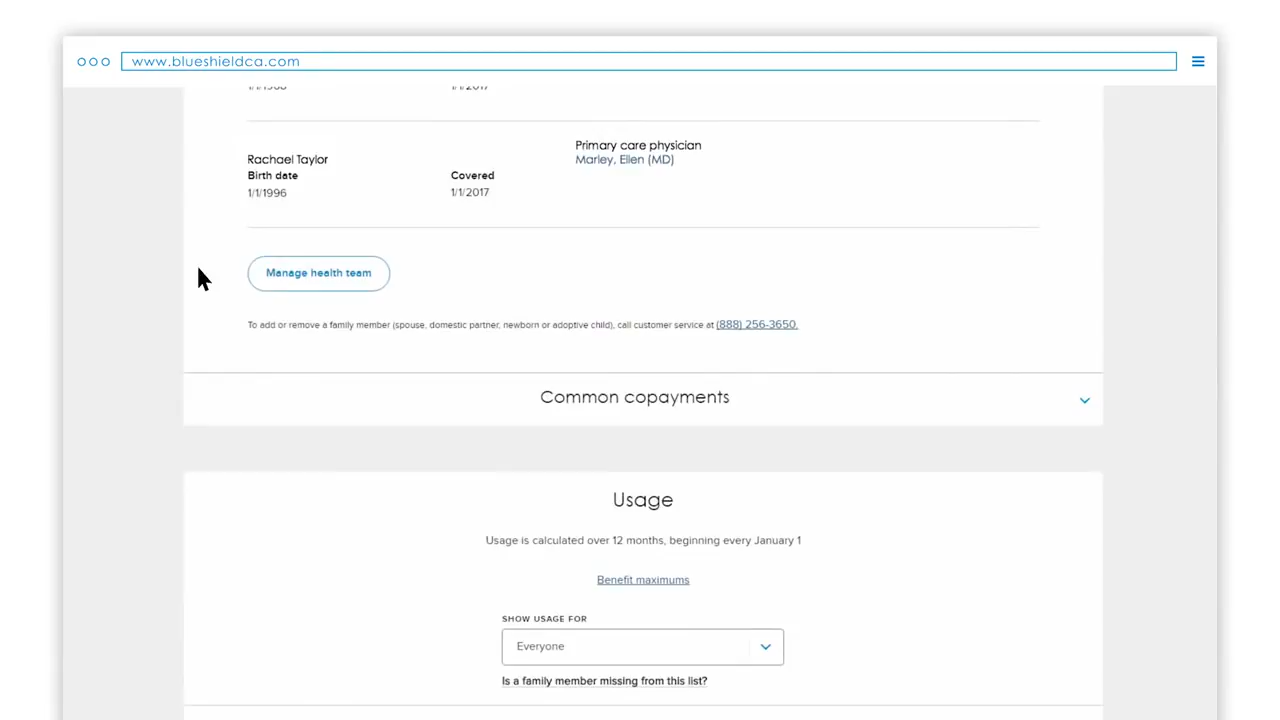 www.blueshieldca.com
Primary care physician
Rachael Taylor
Marley, Ellen (MD)
Birth date
Covered
1/1/1996
1/1/2017
Manage health team
To add or remove a family member (spouse, domestic partner, newborn or adoptive child), call customer service at (888) 256-3650.
Common copayments
Usage
Usage is calculated over 12 months, beginning every January 1
Benefit maximums
SHOW USAGE FOR
Everyone
Is a family member missing from this list?